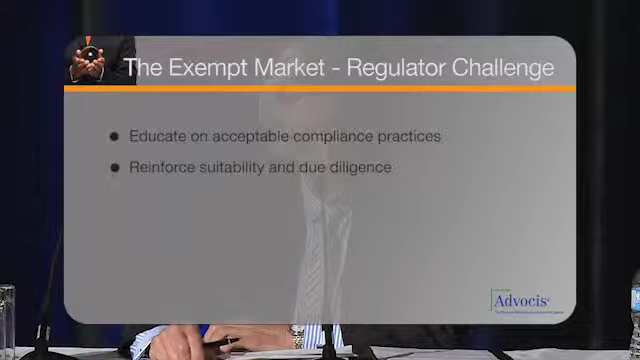 The Exempt Market - Regulator Challenge
Educate on acceptable compliance practices
Reinforce suitability and due diligence
Advocis